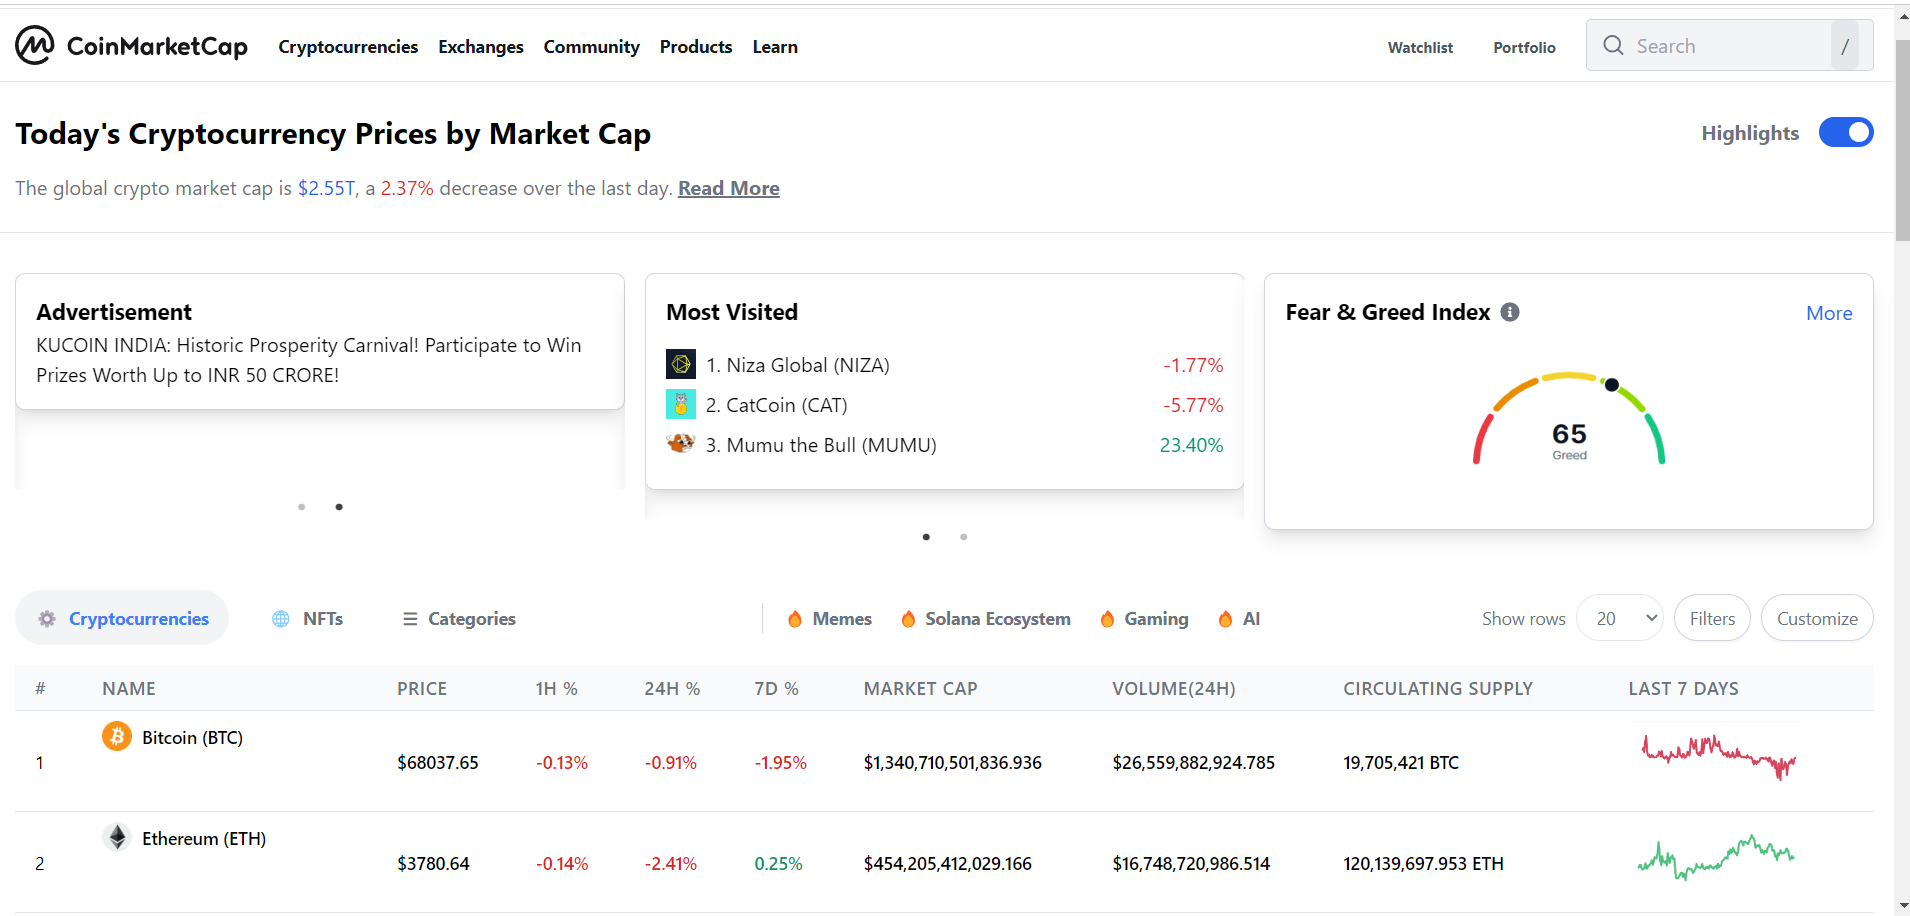 CoinMarketCap Cryptocurrencies Exchanges Community Products Learn Watchlist Portfolio Search /
Today's Cryptocurrency Prices by Market Cap
Highlights
The global crypto market cap is $2.55T, a 2.37% decrease over the last day. Read More
Advertisement
KUCOIN INDIA: Historic Prosperity Carnival! Participate to Win
Prizes Worth Up to INR 50 CRORE!
Most Visited
1. Niza Global (NIZA) -1.77%
2. CatCoin (CAT) -5.77%
3. Mumu the Bull (MUMU) 23.40%
Fear & Greed Index More
65
Greed
Cryptocurrencies NFTs Categories Memes Solana Ecosystem Gaming AI Show rows 20 Filters Customize
# NAME PRICE 1H % 24H % 7D % MARKET CAP VOLUME(24H) CIRCULATING SUPPLY LAST 7 DAYS
1 Bitcoin (BTC) $68037.65 -0.13% -0.91% -1.95% $1,340,710,501,836.936 $26,559,882,924.785 19,705,421 BTC
2 Ethereum (ETH) $3780.64 -0.14% -2.41% 0.25% $454,205,412,029.166 $16,748,720,986.514 120,139,697.953 ETH